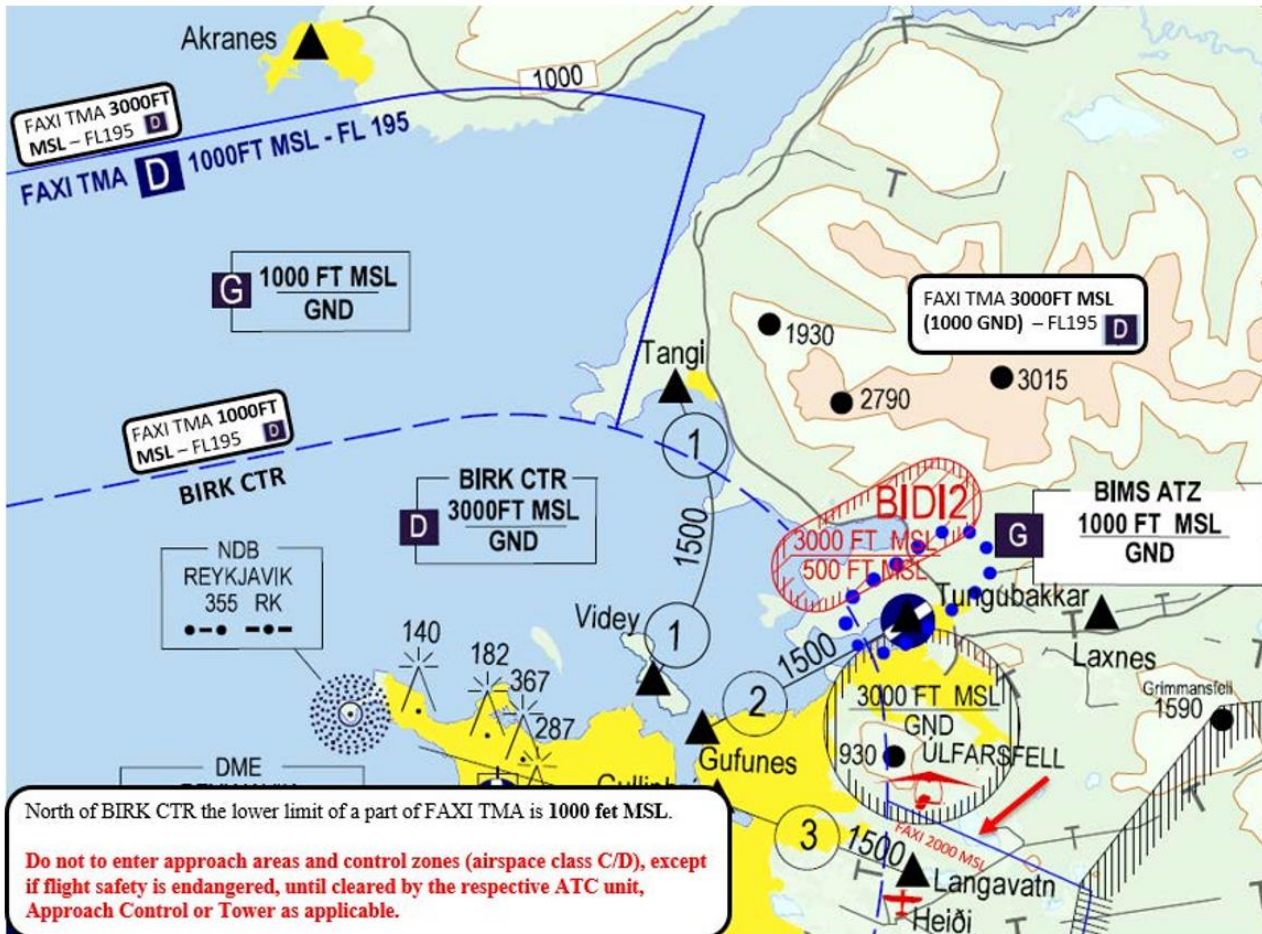 Akranes
1000
FAXI TMA 3000FT
MSL – FL195 D
FAXI TMA D 1000FT MSL - FL 195
T
T
G 1000 FT MSL
GND
FAXI TMA 3000FT MSL
(1000 GND) – FL195 D
1930
Tangi
3015
2790
FAXI TMA 1000FT
MSL – FL195 D
1
BIRK CTR
BIRK CTR
D 3000FT MSL
GND
BIDI2
BIMS ATZ
G 1000 FT MSL
GND
1500
3000 FT MSL
500 FT MSL
NDB
REYKJAVIK
355 RK
Tungubakkar
Videy
1
1500
Laxnes
140
182
367
287
2
3000 FT MSL
GND
Grimmansfell
1590
Gufunes
930 ÚLFARSFELL
DME
3
1500
FAXI 2000 MSL
Langavatn
Heiði
North of BIRK CTR the lower limit of a part of FAXI TMA is 1000 fet MSL.
Do not to enter approach areas and control zones (airspace class C/D), except
if flight safety is endangered, until cleared by the respective ATC unit,
Approach Control or Tower as applicable.